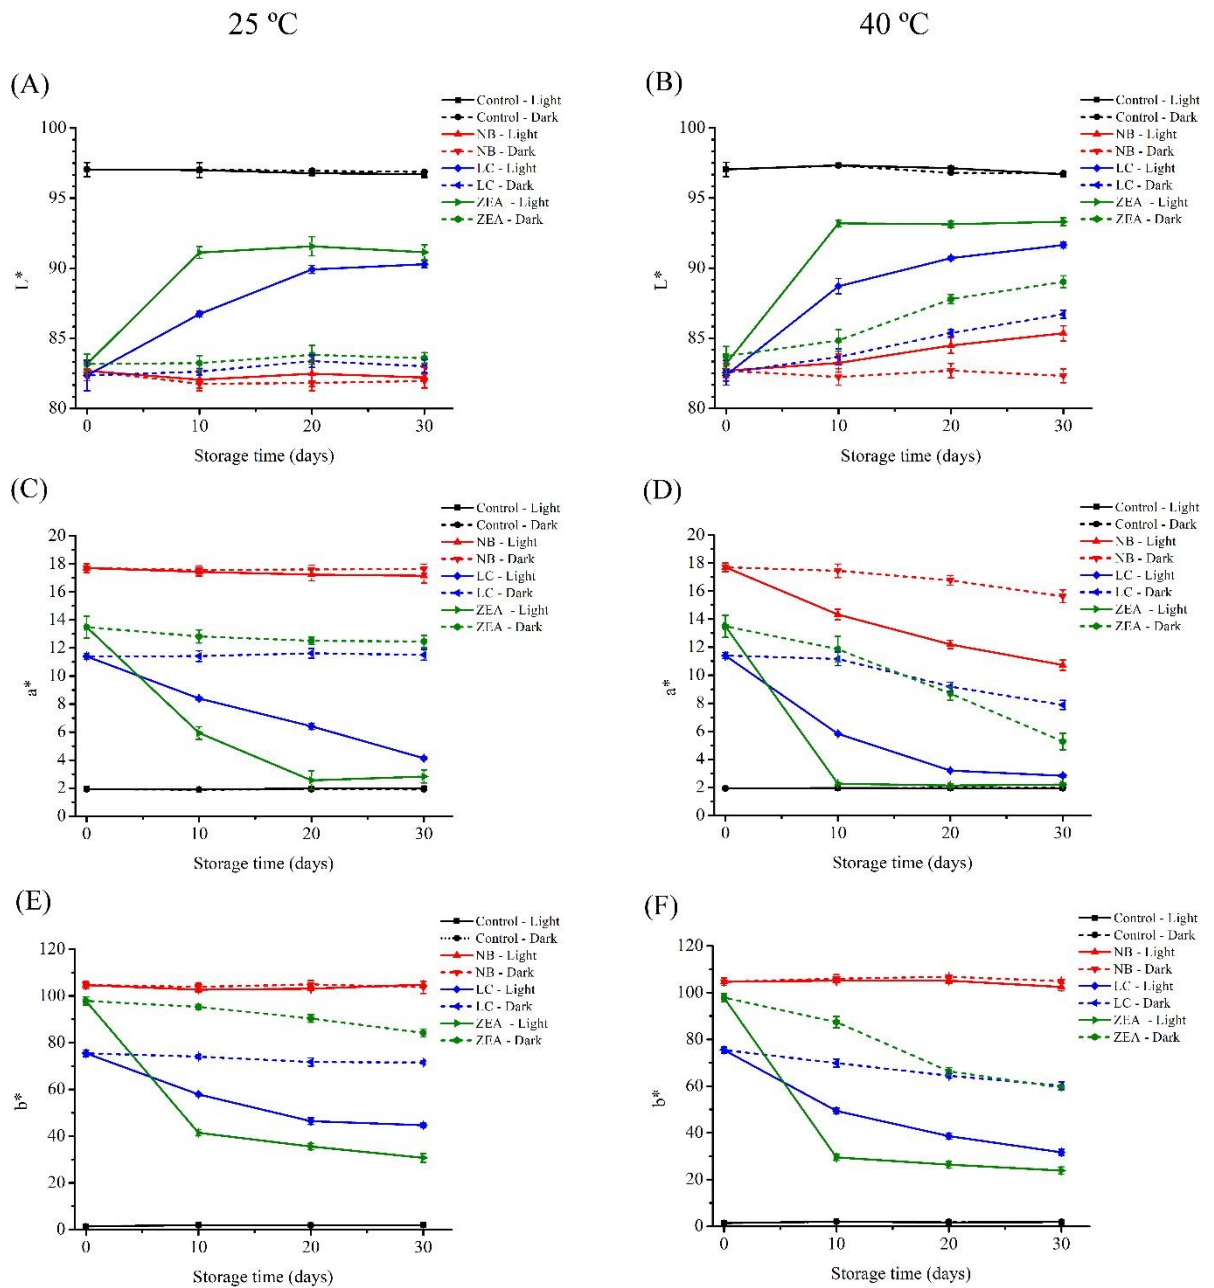 25 ºC
40 ºC
(A)
Control - Light
Control - Dark
NB - Light
NB - Dark
LC - Light
LC - Dark
ZEA - Light
ZEA - Dark
100
95
90
85
80
L*
0 10 20 30
Storage time (days)
(B)
Control - Light
Control - Dark
NB - Light
NB - Dark
LC - Light
LC - Dark
ZEA - Light
ZEA - Dark
100
95
90
85
80
L*
0 10 20 30
Storage time (days)
(C)
Control - Light
Control - Dark
NB - Light
NB - Dark
LC - Light
LC - Dark
ZEA - Light
ZEA - Dark
20
18
16
14
12
10
8
6
4
2
0
a*
0 10 20 30
Storage time (days)
(D)
Control - Light
Control - Dark
NB - Light
NB - Dark
LC - Light
LC - Dark
ZEA - Light
ZEA - Dark
20
18
16
14
12
10
8
6
4
2
0
a*
0 10 20 30
Storage time (days)
(E)
Control - Light
Control - Dark
NB - Light
NB - Dark
LC - Light
LC - Dark
ZEA - Light
ZEA - Dark
120
100
80
60
40
20
0
b*
0 10 20 30
Storage time (days)
(F)
Control - Light
Control - Dark
NB - Light
NB - Dark
LC - Light
LC - Dark
ZEA - Light
ZEA - Dark
120
100
80
60
40
20
0
b*
0 10 20 30
Storage time (days)